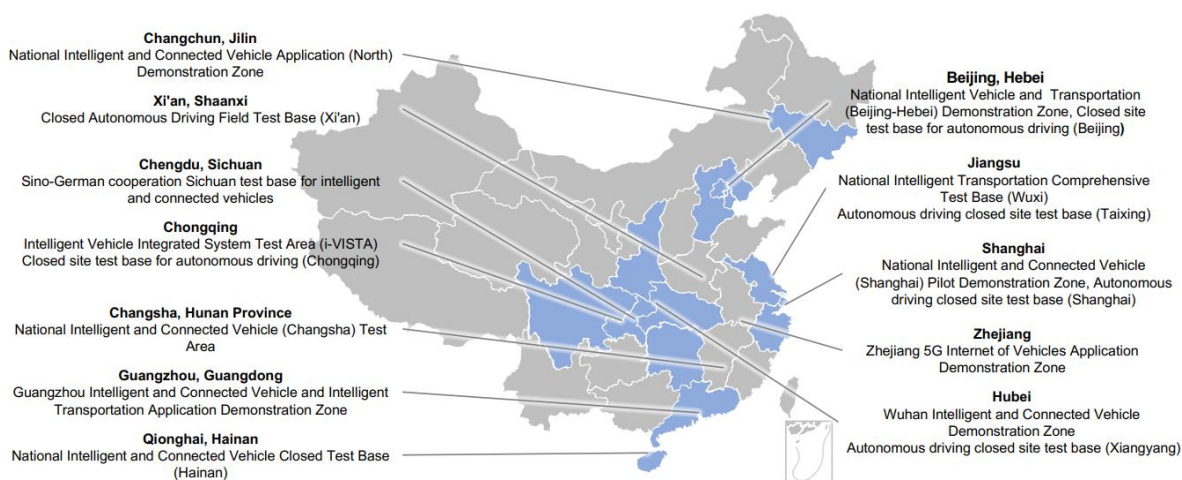 Changchun, Jilin
National Intelligent and Connected Vehicle Application (North)
Demonstration Zone
Xi'an, Shaanxi
Closed Autonomous Driving Field Test Base (Xi'an)
Chengdu, Sichuan
Sino-German cooperation Sichuan test base for intelligent
and connected vehicles
Chongqing
Intelligent Vehicle Integrated System Test Area (i-VISTA)
Closed site test base for autonomous driving (Chongqing)
Changsha, Hunan Province
National Intelligent and Connected Vehicle (Changsha) Test
Area
Guangzhou, Guangdong
Guangzhou Intelligent and Connected Vehicle and Intelligent
Transportation Application Demonstration Zone
Qionghai, Hainan
National Intelligent and Connected Vehicle Closed Test Base
(Hainan)
Beijing, Hebei
National Intelligent Vehicle and Transportation
(Beijing-Hebei) Demonstration Zone, Closed site
test base for autonomous driving (Beijing)
Jiangsu
National Intelligent Transportation Comprehensive
Test Base (Wuxi)
Autonomous driving closed site test base (Taixing)
Shanghai
National Intelligent and Connected Vehicle
(Shanghai) Pilot Demonstration Zone, Autonomous
driving closed site test base (Shanghai)
Zhejiang
Zhejiang 5G Internet of Vehicles Application
Demonstration Zone
Hubei
Wuhan Intelligent and Connected Vehicle
Demonstration Zone
Autonomous driving closed site test base (Xiangyang)